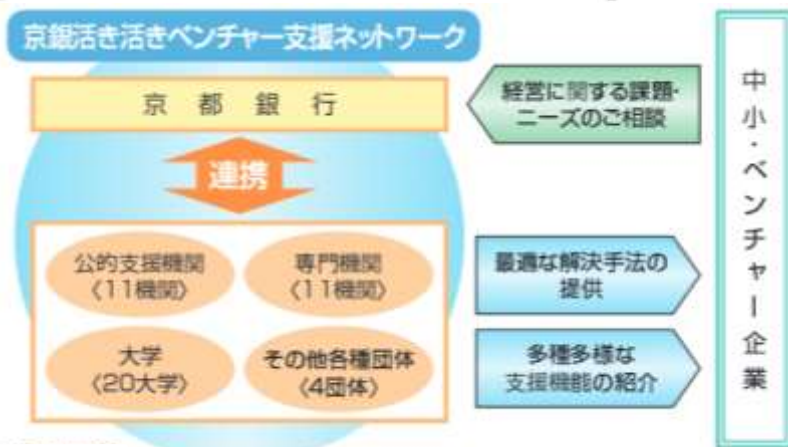 京銀活き活きベンチャー支援ネットワーク
京都銀行
経営に関する課題・
ニーズのご相談
連携
公的支援機関
〈11機関〉
専門機関
〈11機関〉
最適な解決手法の
提供
大学
〈20大学〉
その他各種団体
〈4団体〉
多種多様な
支援機能の紹介
中小・ベンチャー企業